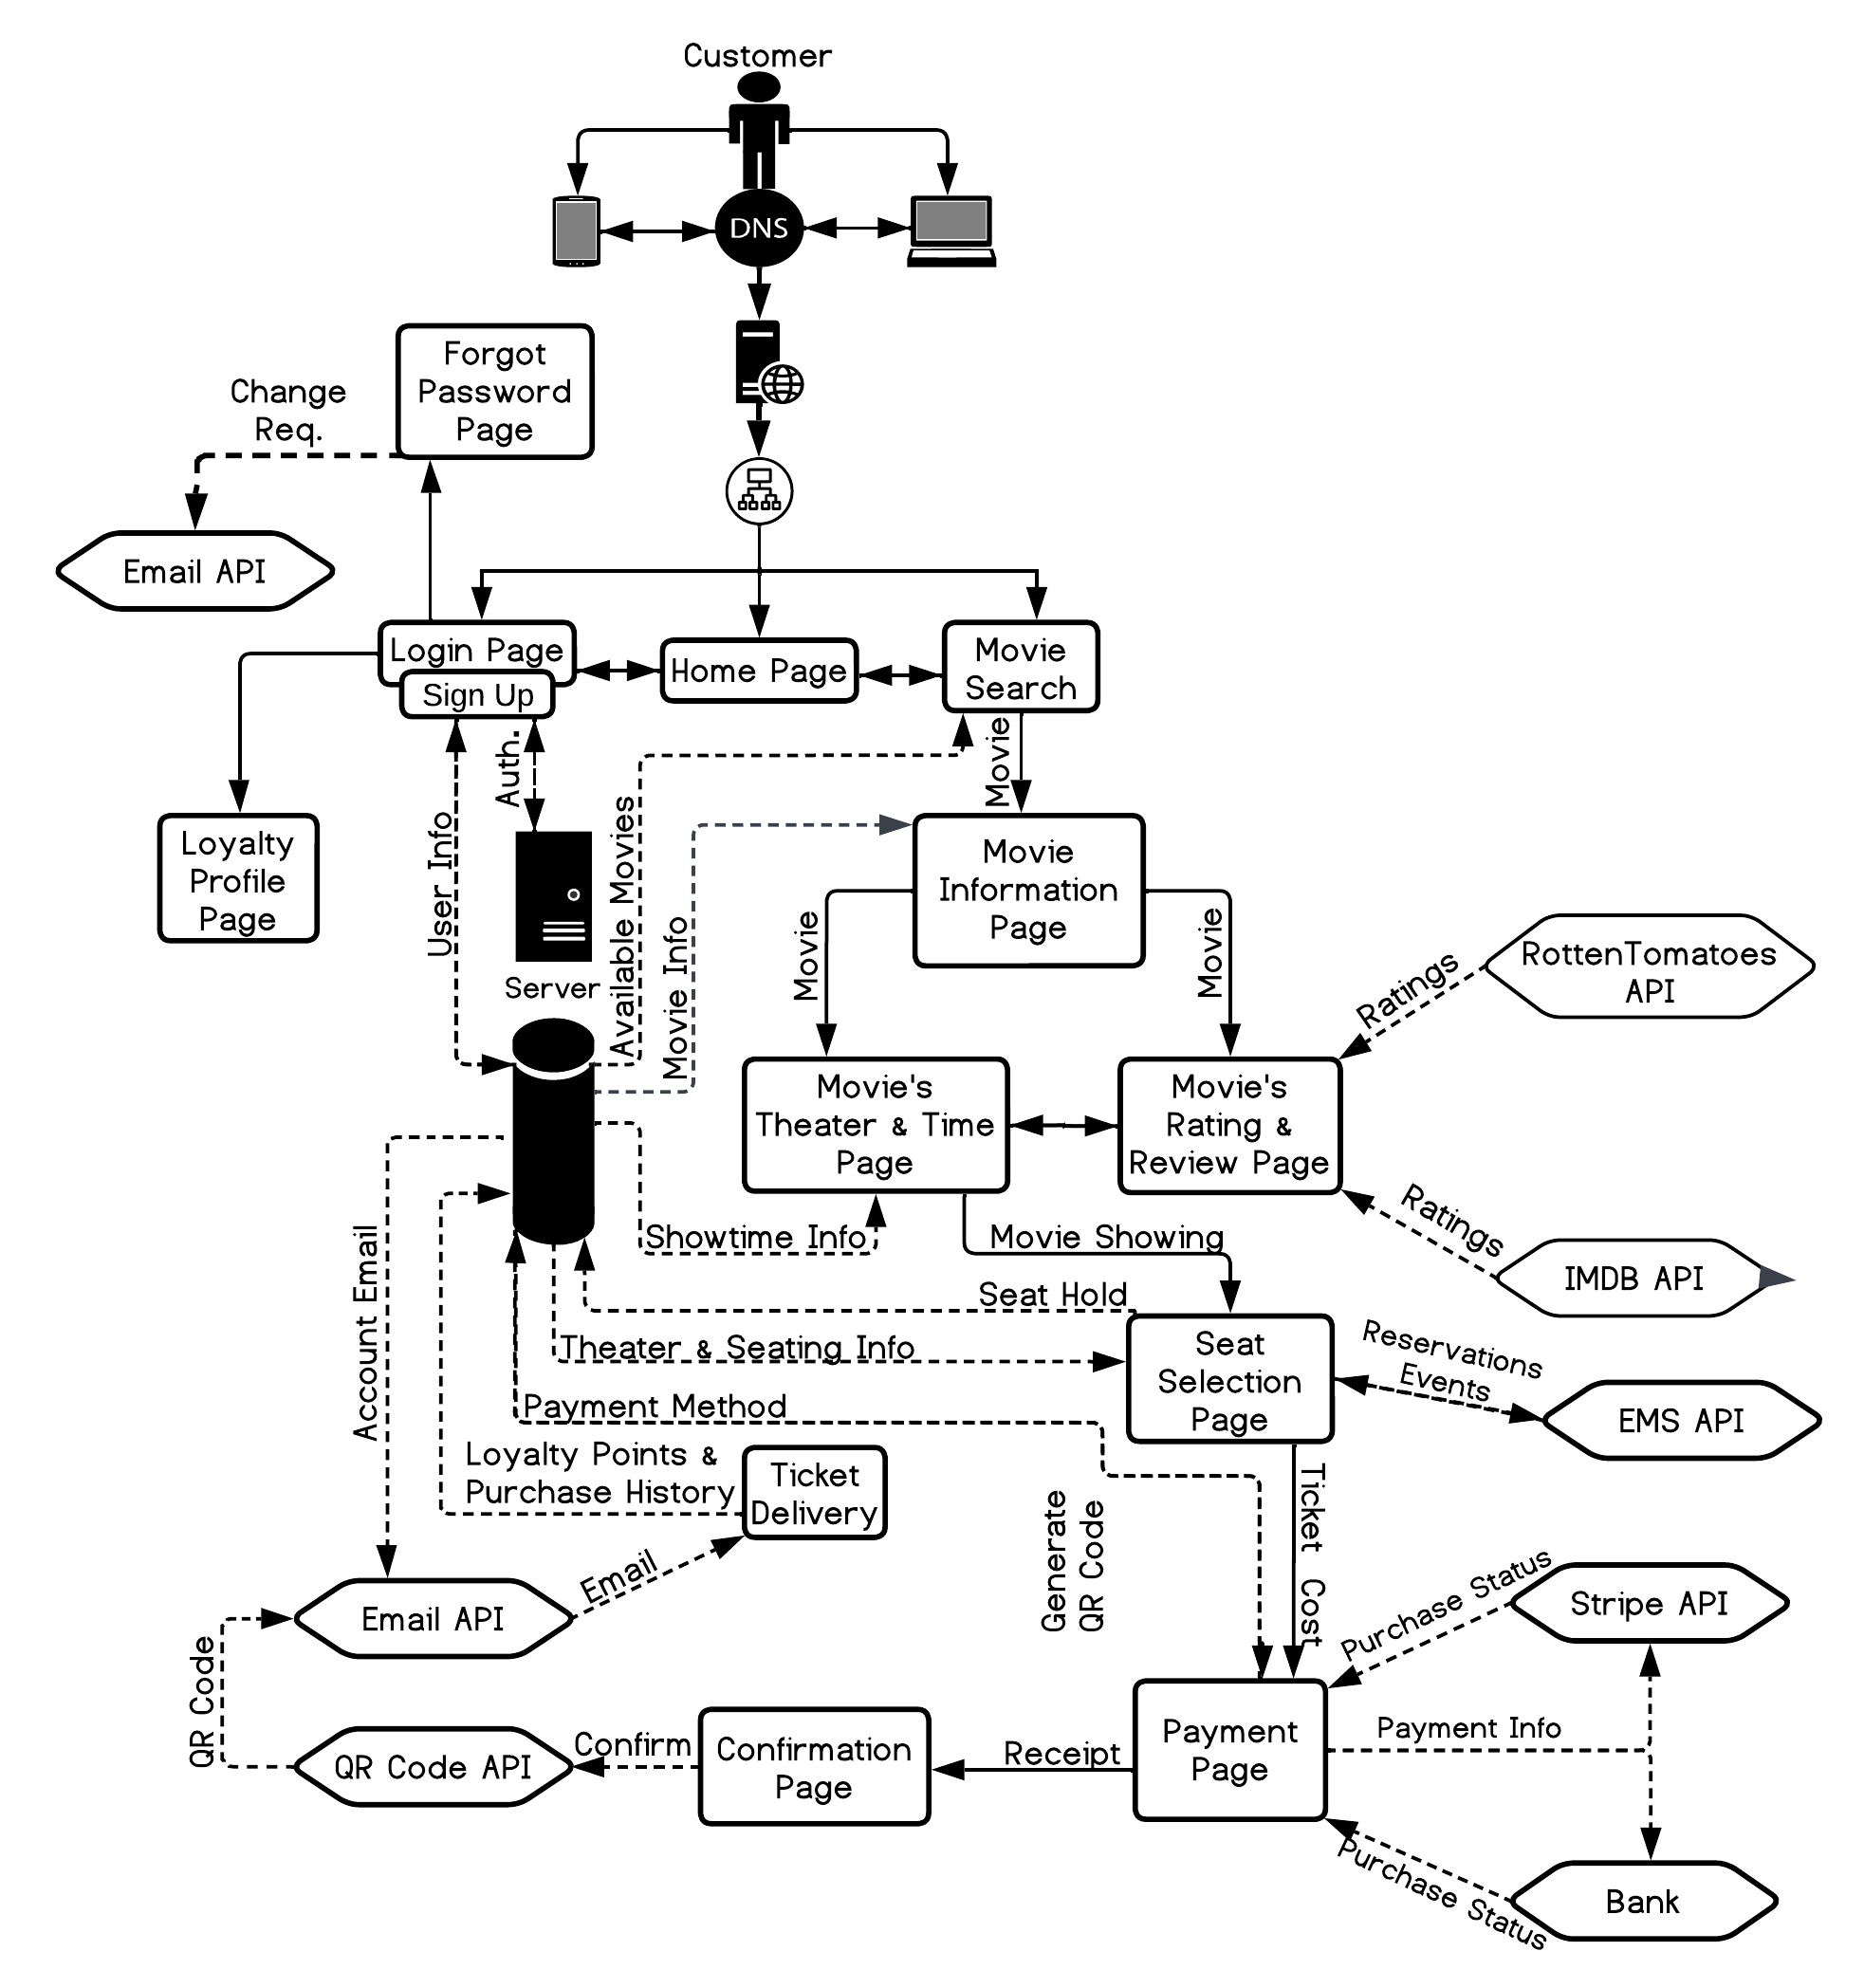 Customer
DNS
Forgot
Password
Page
Change
Req.
Email API
Login Page
Sign Up
Home Page
Movie
Search
Auth.
Movie
User Info
Available Movies
Movie Info
Loyalty
Profile
Page
Server
Movie
Information
Page
Movie
Movie
RottenTomatoes
API
Ratings
Movie's
Theater & Time
Page
Movie's
Rating &
Review Page
Ratings
IMDB API
Showtime Info
Movie Showing
Account Email
Seat Hold
Theater & Seating Info
Seat
Selection
Page
Reservations
Events
EMS API
Payment Method
Loyalty Points &
Purchase History
Ticket
Delivery
Generate
QR Code
Ticket Cost
Email
Email API
Purchase Status
Stripe API
QR Code
QR Code API
Confirm
Confirmation
Page
Receipt
Payment
Page
Payment Info
Purchase Status
Bank